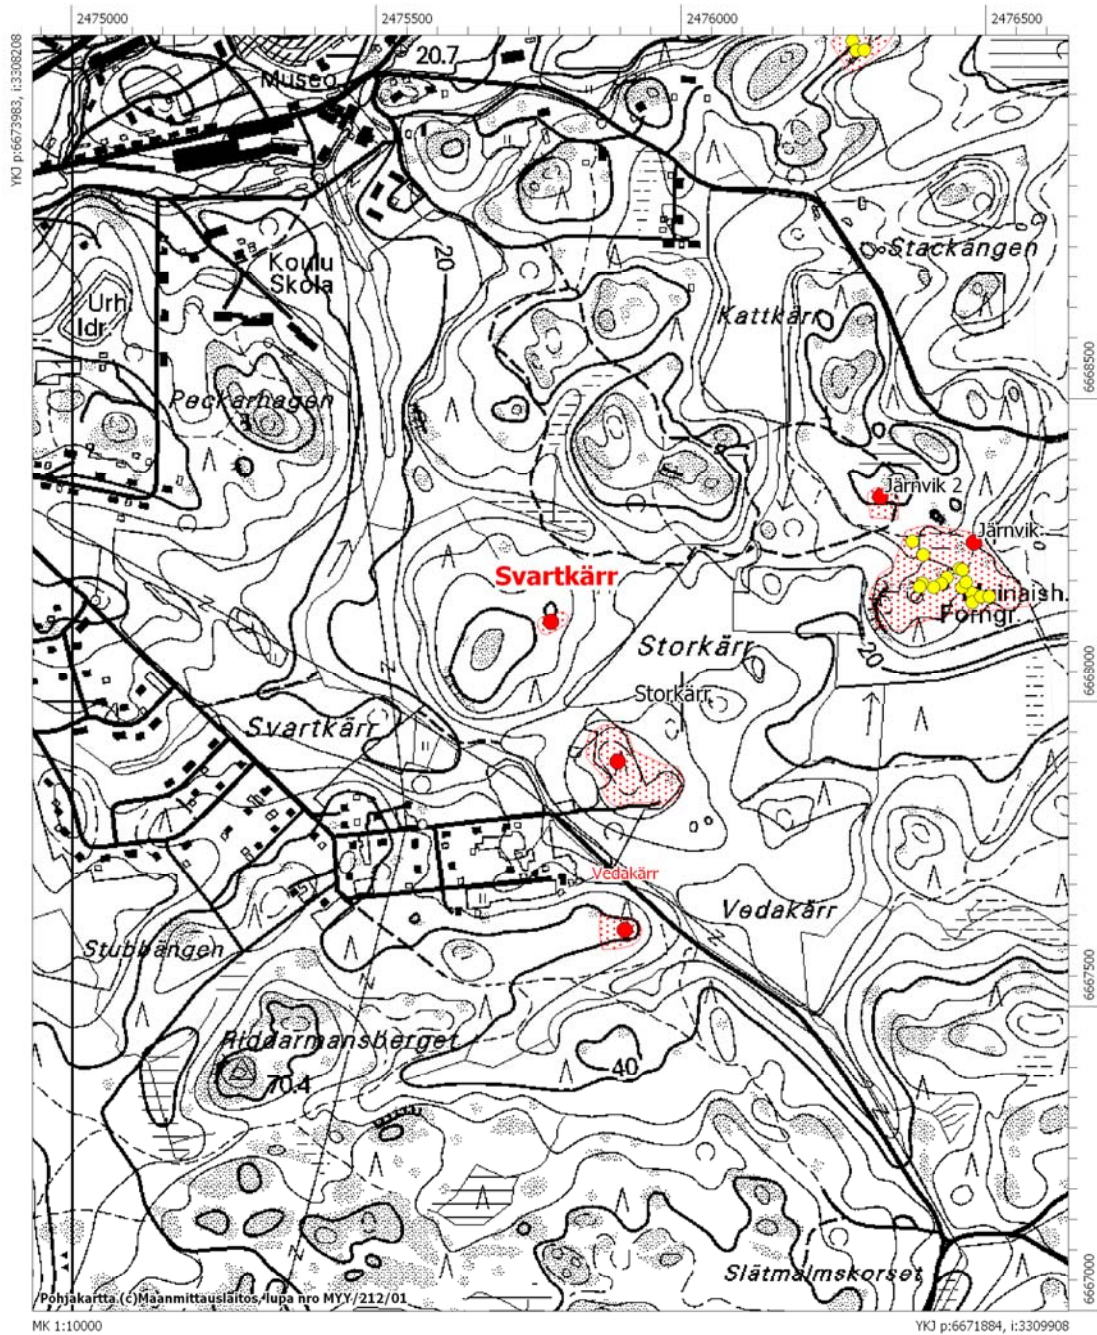 2475000
2475500
2476000
2476500
YKJ p:6673983, i:3308208
20.7
Museo
Stackängen
Koulu
Skola
20
Urh.
Idr.
Kattkärr
6668500
Peckarhagen
Järnvik 2
Järnvik
Svartkärr
Muinaish.
Forngr.
Storkärr
20
6668000
Storkärr
Svartkärr
Vedakärr
Vedakärr
Stubbängen
6667500
Riddarmansberget
70.4
40
Slätmalmskorset
6667000
Pohjakartta (c)Maanmittauslaitos, lupa nro MYY/212/01
MK 1:10000
YKJ p:6671884, i:3309908